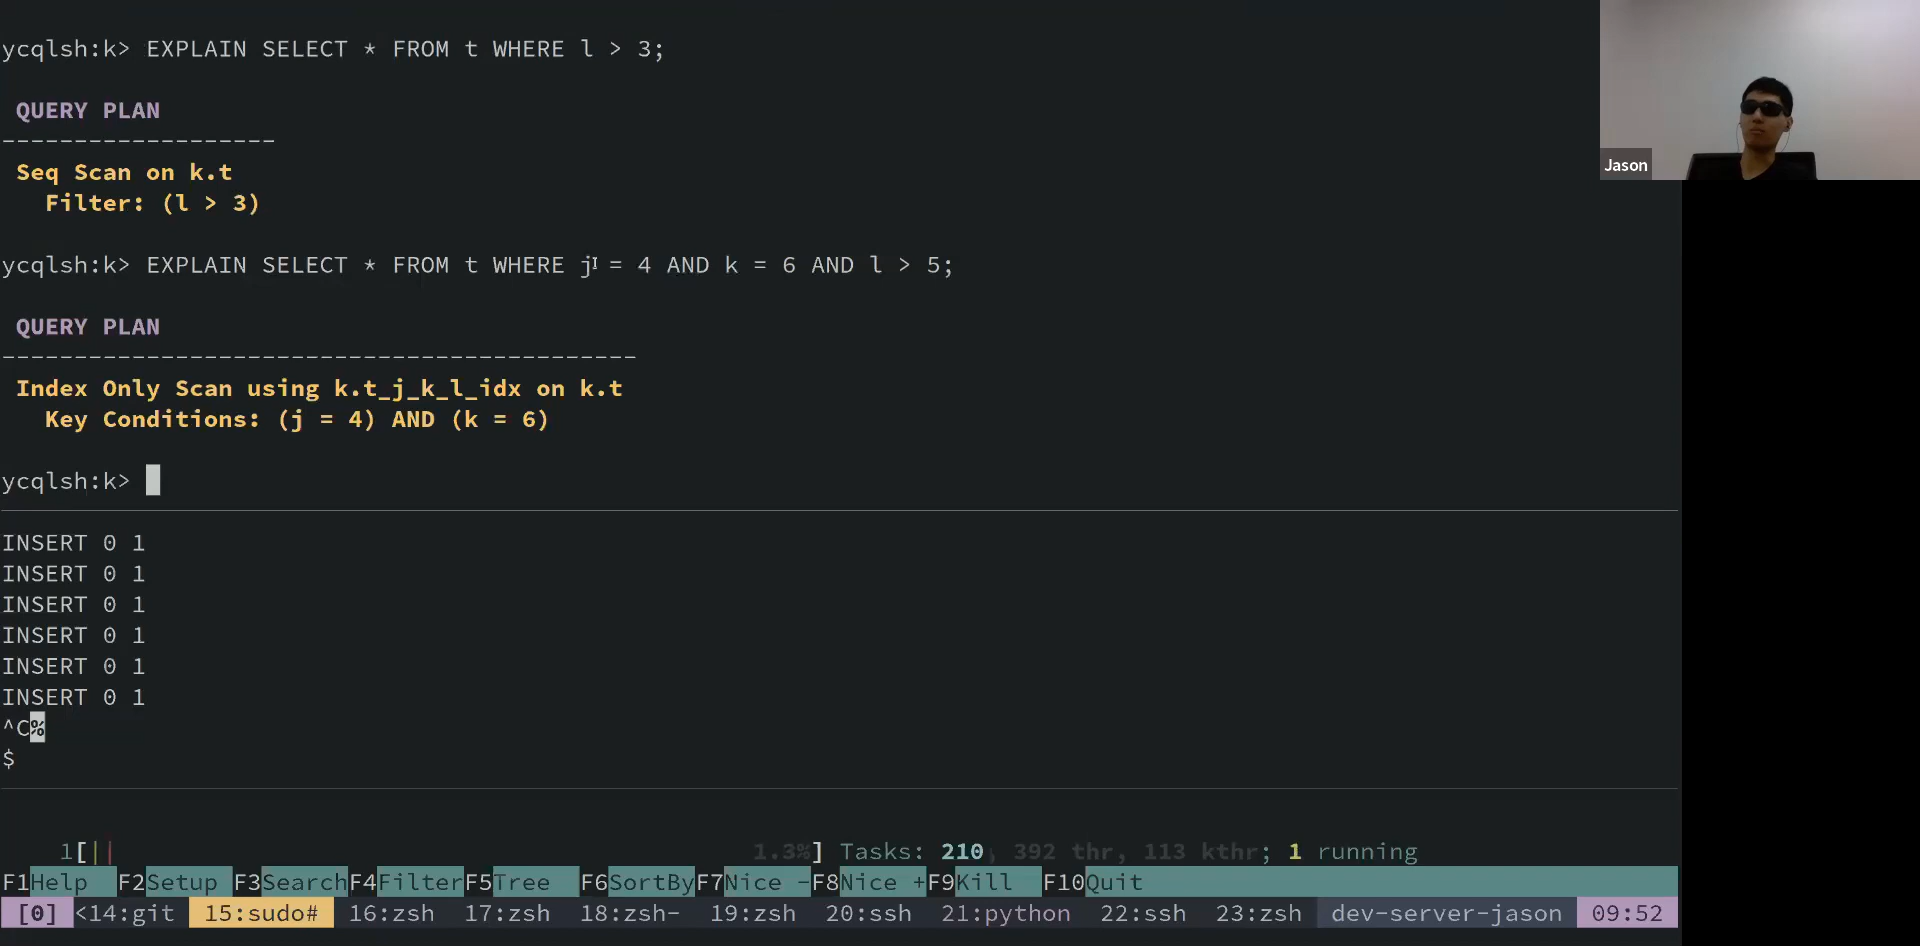 ycqlsh:k> EXPLAIN SELECT * FROM t WHERE l > 3;
QUERY PLAN
-------------------
Seq Scan on k.t
Filter: (l > 3)
ycqlsh:k> EXPLAIN SELECT * FROM t WHERE j = 4 AND k = 6 AND l > 5;
QUERY PLAN
--------------------------------------------
Index Only Scan using k.t_j_k_l_idx on k.t
Key Conditions: (j = 4) AND (k = 6)
ycqlsh:k>
INSERT 0 1
INSERT 0 1
INSERT 0 1
INSERT 0 1
INSERT 0 1
INSERT 0 1
^C%
$
1[|| 1.3%] Tasks: 210, 392 thr, 113 kthr; 1 running
F1Help F2Setup F3SearchF4FilterF5Tree F6SortByF7Nice -F8Nice +F9Kill F10Quit
[0] <14:git 15:sudo# 16:zsh 17:zsh 18:zsh- 19:zsh 20:ssh 21:python 22:ssh 23:zsh dev-server-jason 09:52
Jason